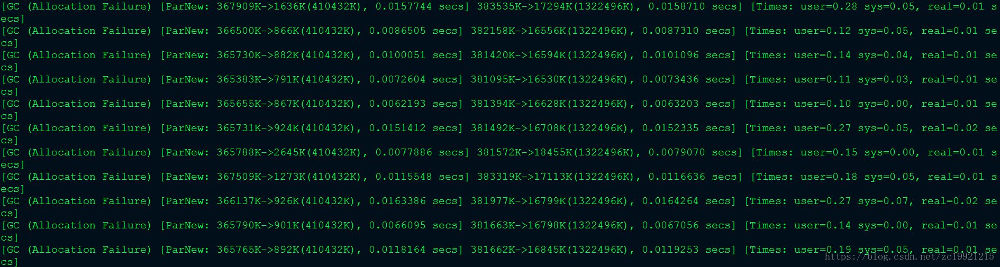 [GC (Allocation Failure) [ParNew: 367909K->1636K(410432K), 0.0157744 secs] 383535K->17294K(1322496K), 0.0158710 secs] [Times: user=0.28 sys=0.05, real=0.01 s
ecs]
[GC (Allocation Failure) [ParNew: 366500K->866K(410432K), 0.0086505 secs] 382158K->16556K(1322496K), 0.0087310 secs] [Times: user=0.12 sys=0.05, real=0.01 se
cs]
[GC (Allocation Failure) [ParNew: 365730K->882K(410432K), 0.0100051 secs] 381420K->16594K(1322496K), 0.0101096 secs] [Times: user=0.14 sys=0.04, real=0.01 se
cs]
[GC (Allocation Failure) [ParNew: 365383K->791K(410432K), 0.0072604 secs] 381095K->16530K(1322496K), 0.0073436 secs] [Times: user=0.11 sys=0.03, real=0.01 se
cs]
[GC (Allocation Failure) [ParNew: 365655K->867K(410432K), 0.0062193 secs] 381394K->16628K(1322496K), 0.0063203 secs] [Times: user=0.10 sys=0.00, real=0.01 se
cs]
[GC (Allocation Failure) [ParNew: 365731K->924K(410432K), 0.0151412 secs] 381492K->16708K(1322496K), 0.0152335 secs] [Times: user=0.27 sys=0.05, real=0.02 se
cs]
[GC (Allocation Failure) [ParNew: 365788K->2645K(410432K), 0.0077886 secs] 381572K->18455K(1322496K), 0.0079070 secs] [Times: user=0.15 sys=0.00, real=0.01 s
ecs]
[GC (Allocation Failure) [ParNew: 367509K->1273K(410432K), 0.0115548 secs] 383319K->17113K(1322496K), 0.0116636 secs] [Times: user=0.18 sys=0.05, real=0.01 s
ecs]
[GC (Allocation Failure) [ParNew: 366137K->926K(410432K), 0.0163386 secs] 381977K->16799K(1322496K), 0.0164264 secs] [Times: user=0.27 sys=0.07, real=0.02 se
cs]
[GC (Allocation Failure) [ParNew: 365790K->901K(410432K), 0.0066095 secs] 381663K->16798K(1322496K), 0.0067056 secs] [Times: user=0.14 sys=0.00, real=0.01 se
cs]
[GC (Allocation Failure) [ParNew: 365765K->892K(410432K), 0.0118164 secs] 381662K->16845K(1322496K), 0.0119253 secs] [Times: user=0.19 sys=0.05, real=0.01 se
cs]
https://blog.csdn.net/zc19921215